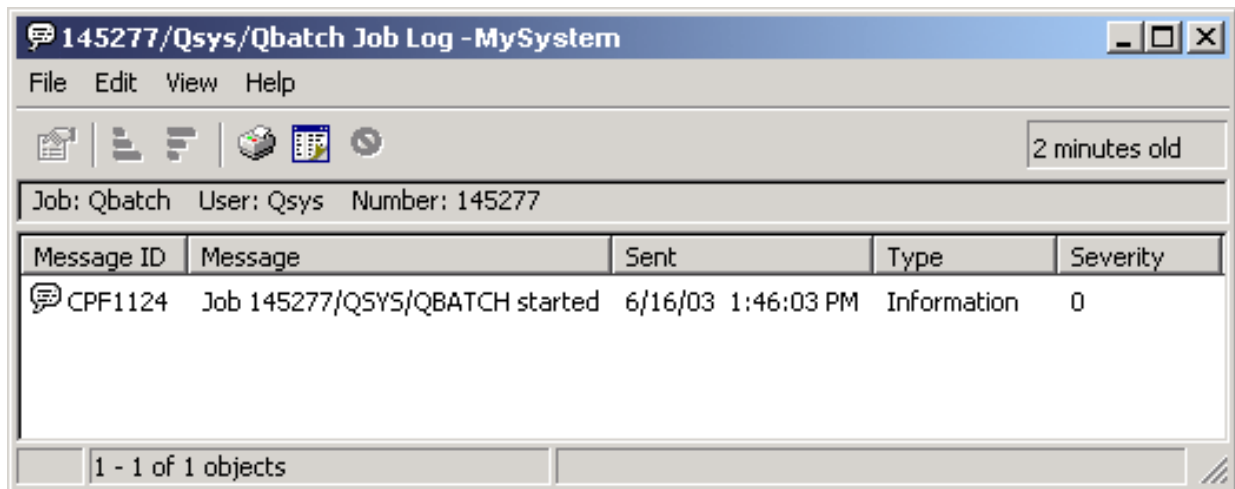 145277/Qsys/Qbatch Job Log -MySystem
File Edit View Help
2 minutes old
Job: Qbatch User: Qsys Number: 145277
Message ID Message Sent Type Severity
CPF1124 Job 145277/QSYS/QBATCH started 6/16/03 1:46:03 PM Information 0
1 - 1 of 1 objects